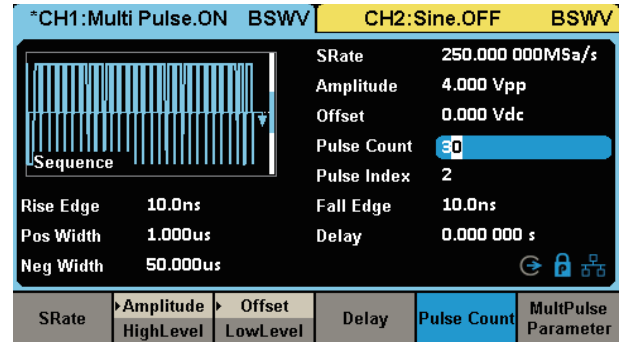 *CH1:Multi Pulse.ON BSWV CH2:Sine.OFF BSWV
SRate 250.000 000MSa/s
Amplitude 4.000 Vpp
Offset 0.000 Vdc
Pulse Count 30
Sequence
Pulse Index 2
Rise Edge 10.0ns Fall Edge 10.0ns
Pos Width 1.000us Delay 0.000 000 s
Neg Width 50.000us
P
SRate Amplitude Offset Delay Pulse Count MultPulse
HighLevel LowLevel Parameter